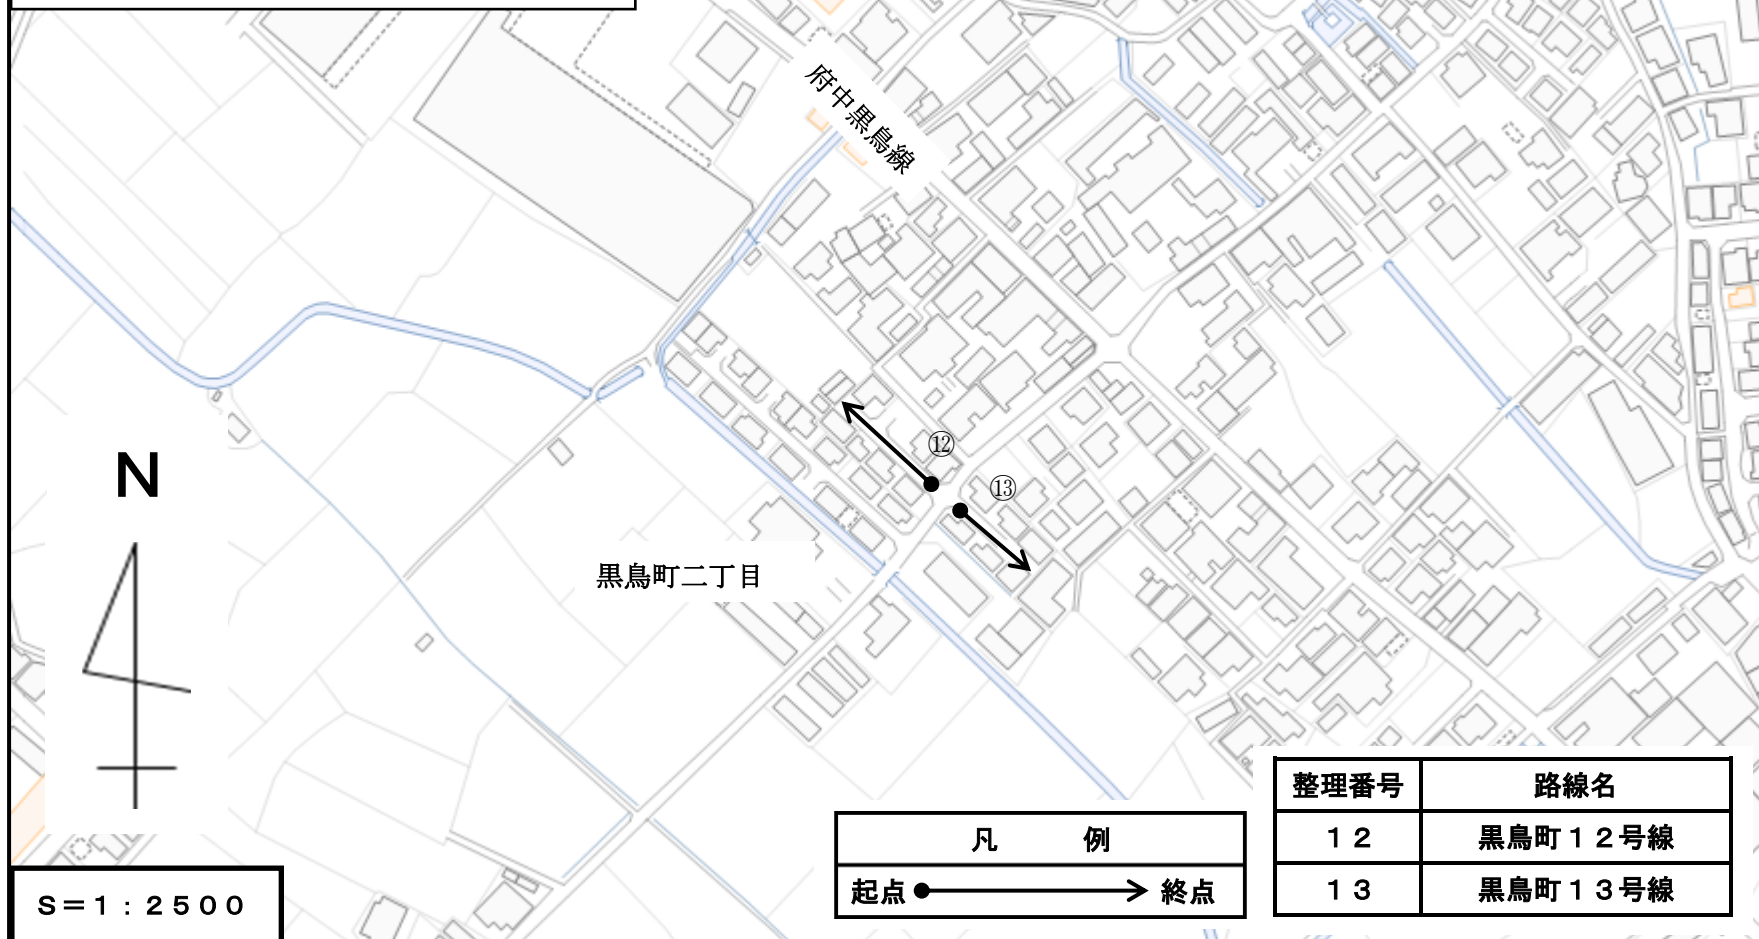 府中黒鳥線
⑫
⑬
N
黒鳥町二丁目
S＝1：2500
凡　例
起点 終点
整理番号 路線名
１２ 黒鳥町１２号線
１３ 黒鳥町１３号線